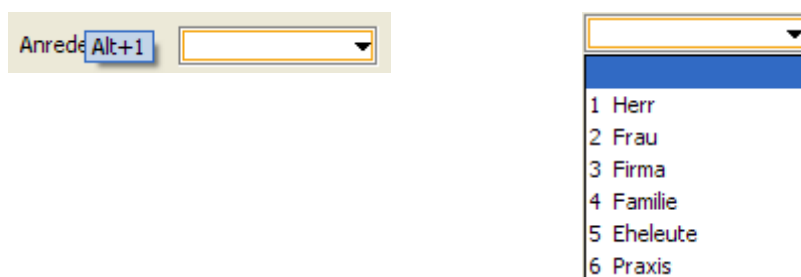 Anrede Alt+1
1 Herr
2 Frau
3 Firma
4 Familie
5 Eheleute
6 Praxis